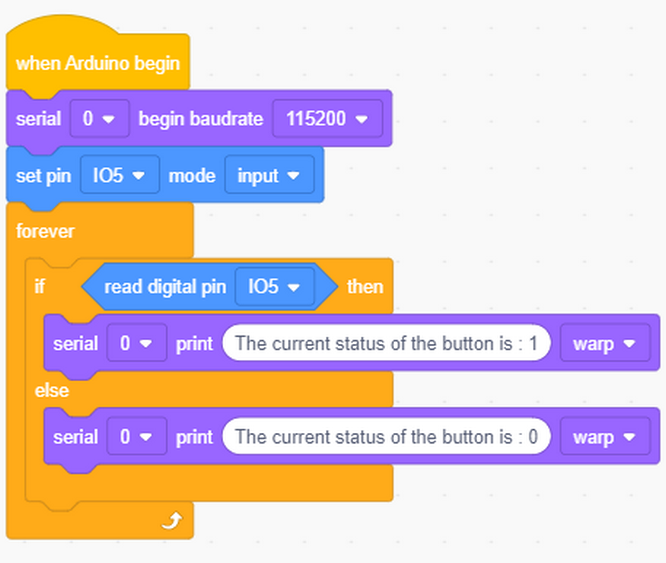 when Arduino begin
serial 0 begin baudrate 115200
set pin IO5 mode input
forever
if read digital pin IO5 then
serial 0 print The current status of the button is : 1 warp
else
serial 0 print The current status of the button is : 0 warp